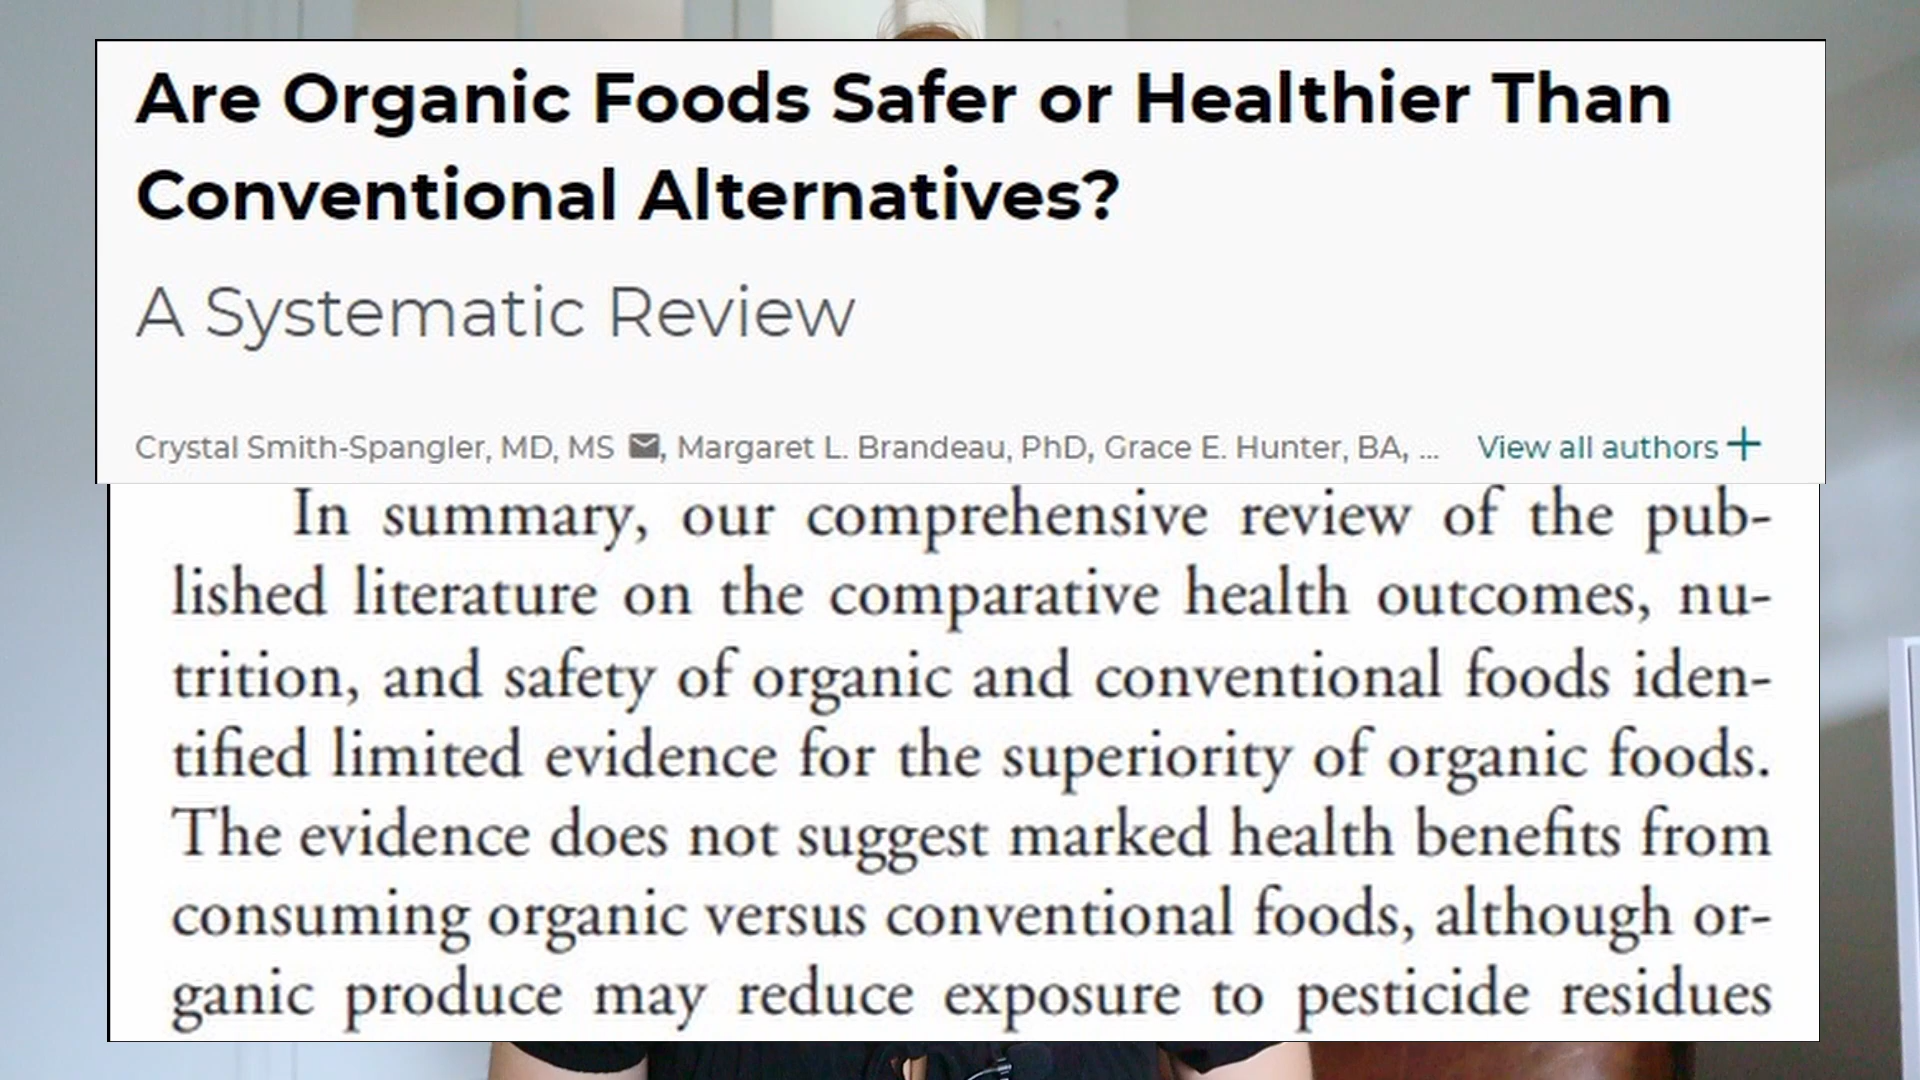 Are Organic Foods Safer or Healthier Than
Conventional Alternatives?
A Systematic Review
Crystal Smith-Spangler, MD, MS , Margaret L. Brandeau, PhD, Grace E. Hunter, BA, ... View all authors +
In summary, our comprehensive review of the pub-
lished literature on the comparative health outcomes, nu-
trition, and safety of organic and conventional foods iden-
tified limited evidence for the superiority of organic foods.
The evidence does not suggest marked health benefits from
consuming organic versus conventional foods, although or-
ganic produce may reduce exposure to pesticide residues